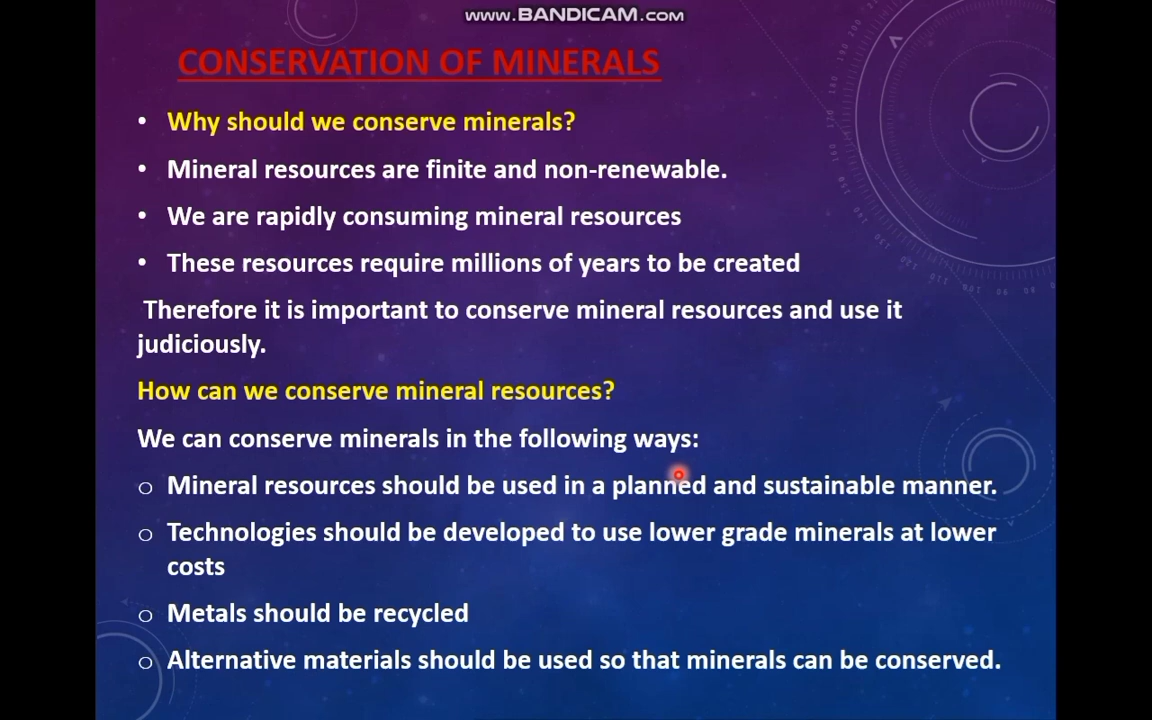 www.BANDICAM.com
CONSERVATION OF MINERALS
• Why should we conserve minerals?
• Mineral resources are finite and non-renewable.
• We are rapidly consuming mineral resources
• These resources require millions of years to be created
Therefore it is important to conserve mineral resources and use it
judiciously.
How can we conserve mineral resources?
We can conserve minerals in the following ways:
o Mineral resources should be used in a planned and sustainable manner.
o Technologies should be developed to use lower grade minerals at lower
costs
o Metals should be recycled
o Alternative materials should be used so that minerals can be conserved.